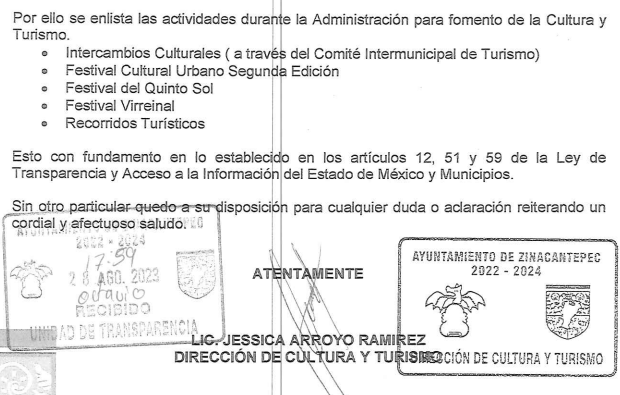 Por ello se enlista las actividades durante la Administración para fomento de la Cultura y
Turismo.
• Intercambios Culturales ( a través del Comité Intermunicipal de Turismo)
• Festival Cultural Urbano Segunda Edición
• Festival del Quinto Sol
• Festival Virreinal
• Recorridos Turísticos
Esto con fundamento en lo establecido en los artículos 12, 51 y 59 de la Ley de
Transparencia y Acceso a la Información del Estado de México y Municipios.
Sin otro particular quedo a su disposición para cualquier duda o aclaración reiterando un
cordial y afectuoso saludo.
2022 - 2024
17:59
2 8 AGO. 2023
RECIBIDO
UNIDAD DE TRANSPARENCIA
ATENTAMENTE
LIC. JESSICA ARROYO RAMIREZ
DIRECCIÓN DE CULTURA Y TURISMO
AYUNTAMIENTO DE ZINACANTEPEC
2022 - 2024
DIRECCIÓN DE CULTURA Y TURISMO